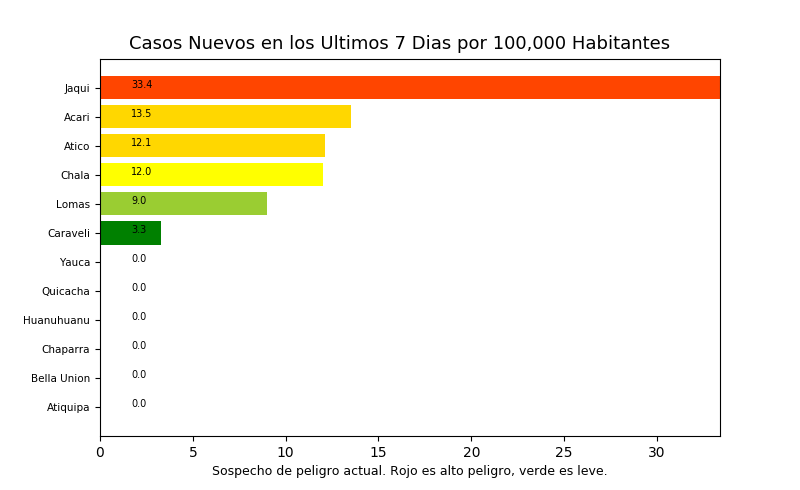 Casos Nuevos en los Ultimos 7 Dias por 100,000 Habitantes
Jaqui 33.4
Acari 13.5
Atico 12.1
Chala 12.0
Lomas 9.0
Caraveli 3.3
Yauca 0.0
Quicacha 0.0
Huanuhuanu 0.0
Chaparra 0.0
Bella Union 0.0
Atiquipa 0.0
0 5 10 15 20 25 30
Sospecho de peligro actual. Rojo es alto peligro, verde es leve.